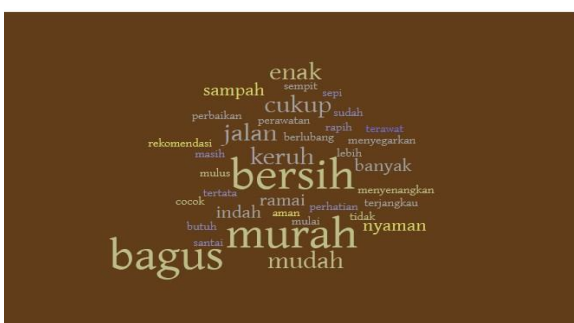 enak
sampah sempit sepi
cukup sudah
perbaikan perawatan
jalan rapih terawat
rekomendasi berlubang menyegarkan
masih keruh lebih
mulus bersih banyak
tertata menyenangkan
cocok ramai terjangkau
indah aman perhatian
butuh mulai tidak
santai murah nyaman
bagus mudah